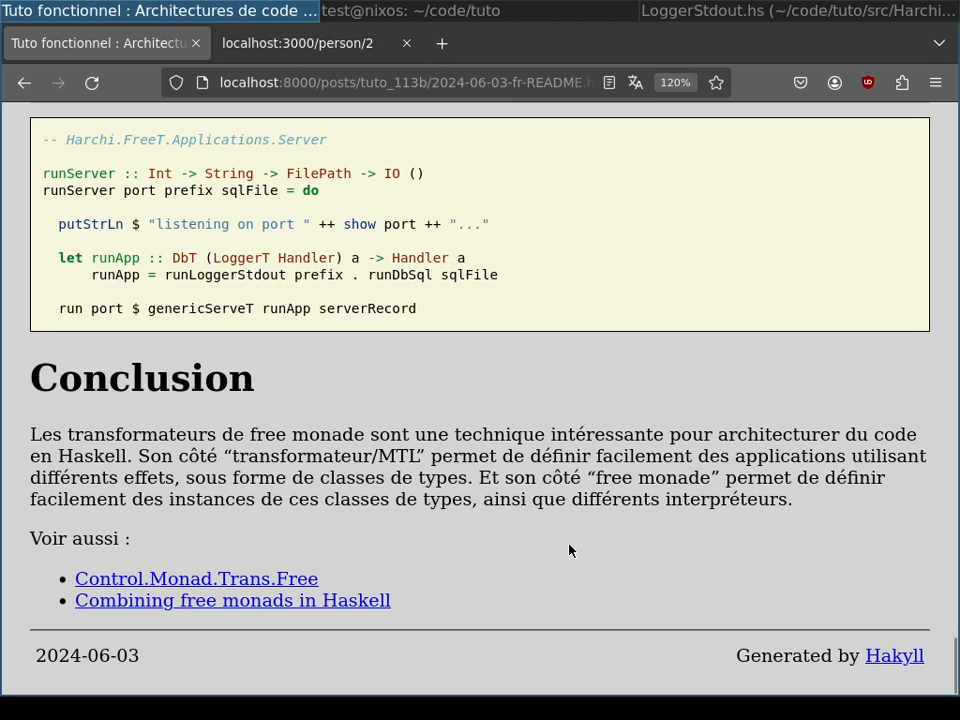 Tuto fonctionnel : Architectures de code ... test@nixos: ~/code/tuto LoggerStdout.hs (~/code/tuto/src/Harchi...
Tuto fonctionnel : Architectu localhost:3000/person/2
localhost:8000/posts/tuto_113b/2024-06-03-fr-README.h 120%
-- Harchi.FreeT.Applications.Server
runServer :: Int -> String -> FilePath -> IO ()
runServer port prefix sqlFile = do
putStrLn $ "listening on port " ++ show port ++ "..."
let runApp :: DbT (LoggerT Handler) a -> Handler a
runApp = runLoggerStdout prefix . runDbSql sqlFile
run port $ genericServeT runApp serverRecord
Conclusion
Les transformateurs de free monade sont une technique intéressante pour architecturer du code
en Haskell. Son côté “transformateur/MTL” permet de définir facilement des applications utilisant
différents effets, sous forme de classes de types. Et son côté “free monade” permet de définir
facilement des instances de ces classes de types, ainsi que différents interpréteurs.
Voir aussi :
• Control.Monad.Trans.Free
• Combining free monads in Haskell
2024-06-03 Generated by Hakyll